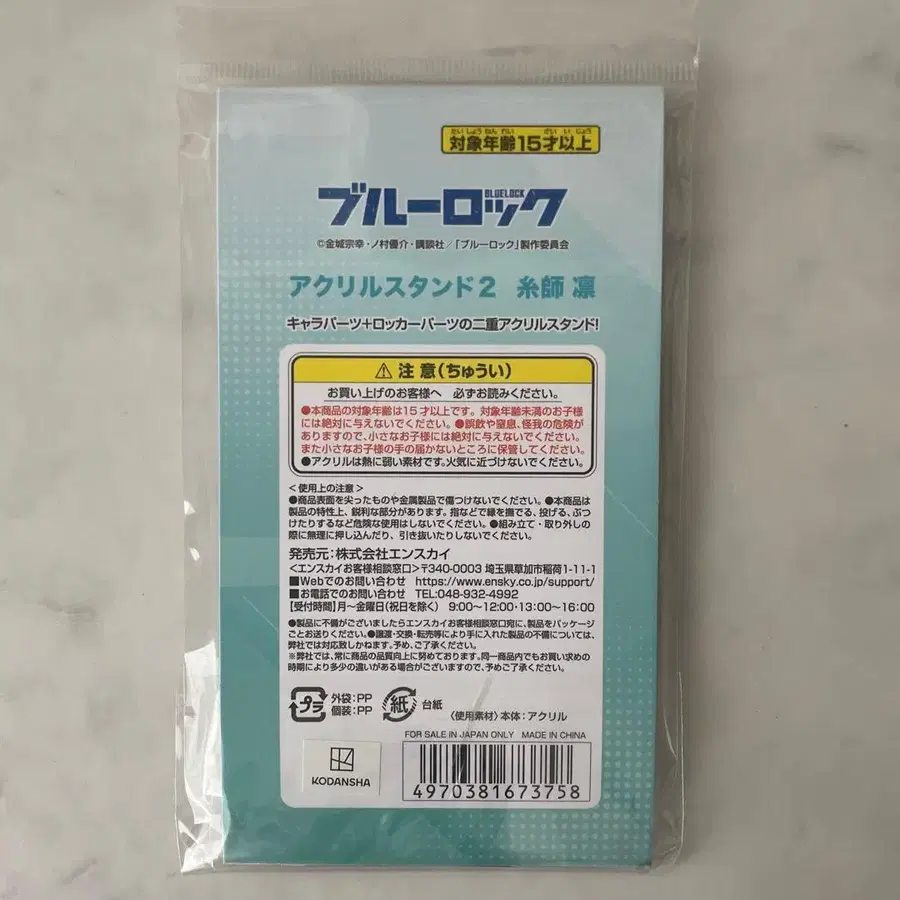 たいしょうねんれい さいいじょう
対象年齢15才以上
BLUELOCK
ブルーロック
©金城宗幸・ノ村優介・講談社/「ブルーロック」製作委員会
アクリルスタンド2 糸師 凛
キャラパーツ+ロッカーパーツの二重アクリルスタンド!
⚠注意(ちゅうい)
お買い上げのお客様へ 必ずお読みください。
●本商品の対象年齢は15才以上です。対象年齢未満のお子様
には絶対に与えないでください。●誤飲や窒息、怪我の危険が
ありますので、小さなお子様には絶対に与えないでください。
また小さなお子様の手の届かないところに保管してください。
●アクリルは熱に弱い素材です。火気に近づけないでください。
<使用上の注意>
●商品表面を尖ったものや金属製品で傷つけないでください。●本商品は
製品の特性上、鋭利な部分があります。指などで縁を撫でる、投げる、ぶつ
けたりするなど危険な使用はしないでください。●組み立て・取り外しの
際に無理に押し込んだり、引き抜いたりしないでください。
発売元:株式会社エンスカイ
<エンスカイお客様相談窓口>〒340-0003 埼玉県草加市稲荷1-11-1
■Webでのお問い合わせ https://www.ensky.co.jp/support/
■お電話でのお問い合わせ TEL:048-932-4992
【受付時間】月~金曜日(祝日を除く) 9:00~12:00・13:00~16:00
●製品に不備がございましたらエンスカイお客様相談窓口宛に、製品をパッケージ
ごとお送りください。●譲渡・交換・転売等により手に入れた製品の不備については、
弊社では対応致しかねます。予め、ご了承ください。
※弊社では、常に商品の品質向上に努めております。同一商品内でもお買い求めの
時期により多少の違いがある場合がございますので、予めご了承ください。
プラ 外袋:PP
個装:PP
紙 台紙
〈使用素材〉本体:アクリル
FOR SALE IN JAPAN ONLY MADE IN CHINA
KODANSHA
4970381673758